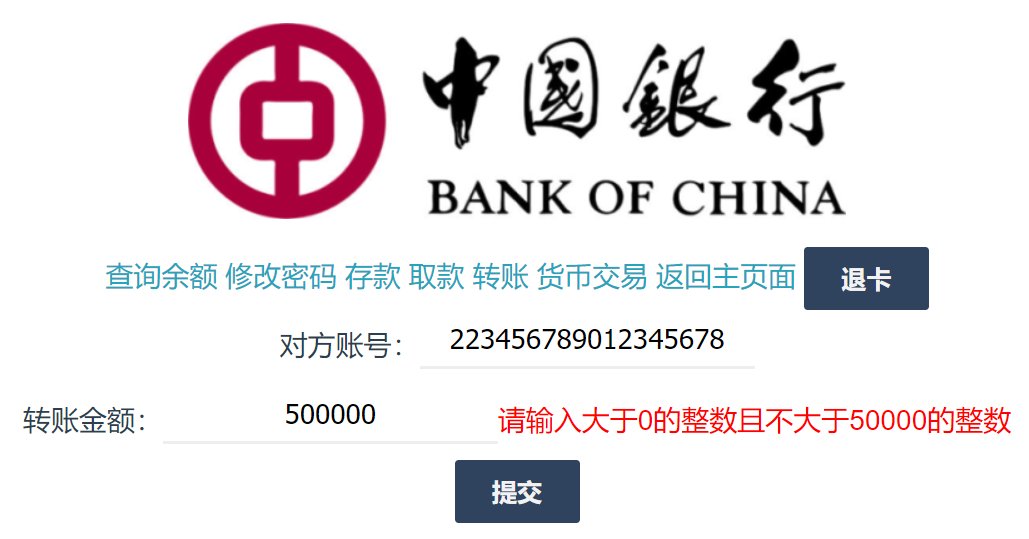 中國銀行
BANK OF CHINA
查询余额 修改密码 存款 取款 转账 货币交易 返回主页面 退卡
对方账号： 223456789012345678
转账金额： 500000 请输入大于0的整数且不大于50000的整数
提交